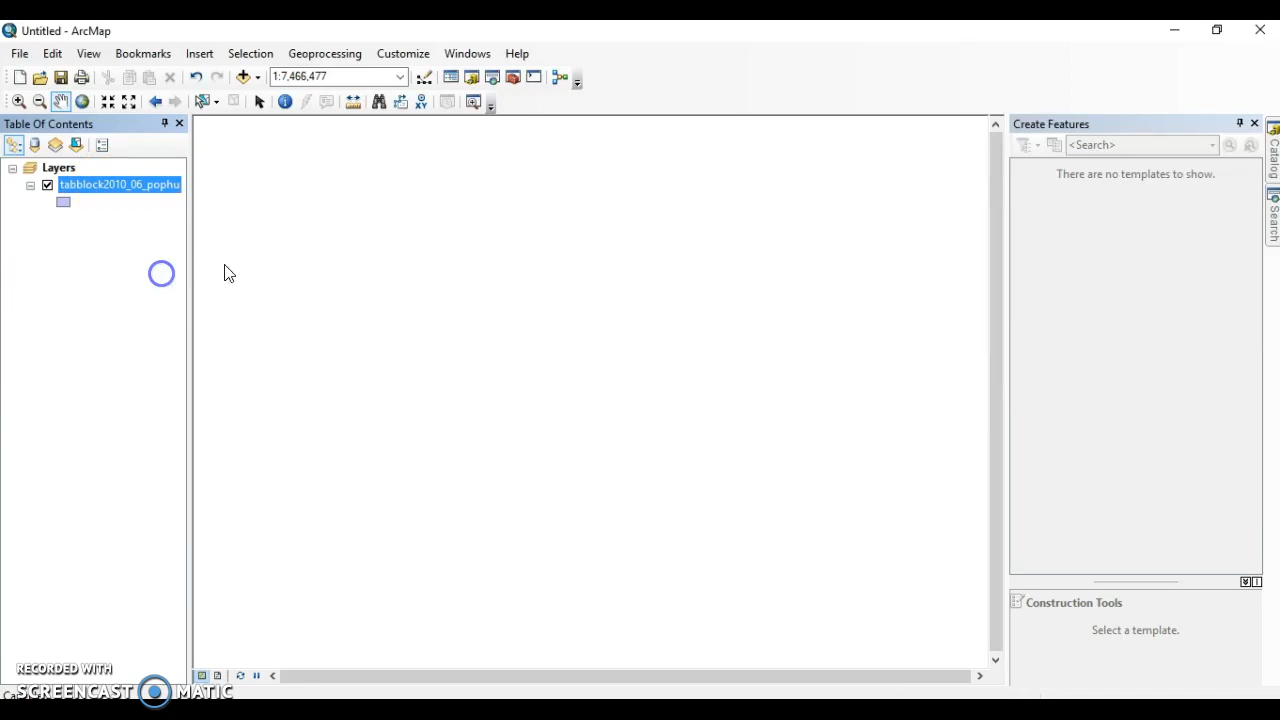 Untitled - ArcMap
File Edit View Bookmarks Insert Selection Geoprocessing Customize Windows Help
1:7,466,477
Table Of Contents
Create Features
<Search>
Layers
tabblock2010_06_pophu
There are no templates to show.
Catalog
Search
Construction Tools
Select a template.
RECORDED WITH
SCREENCAST MATIC